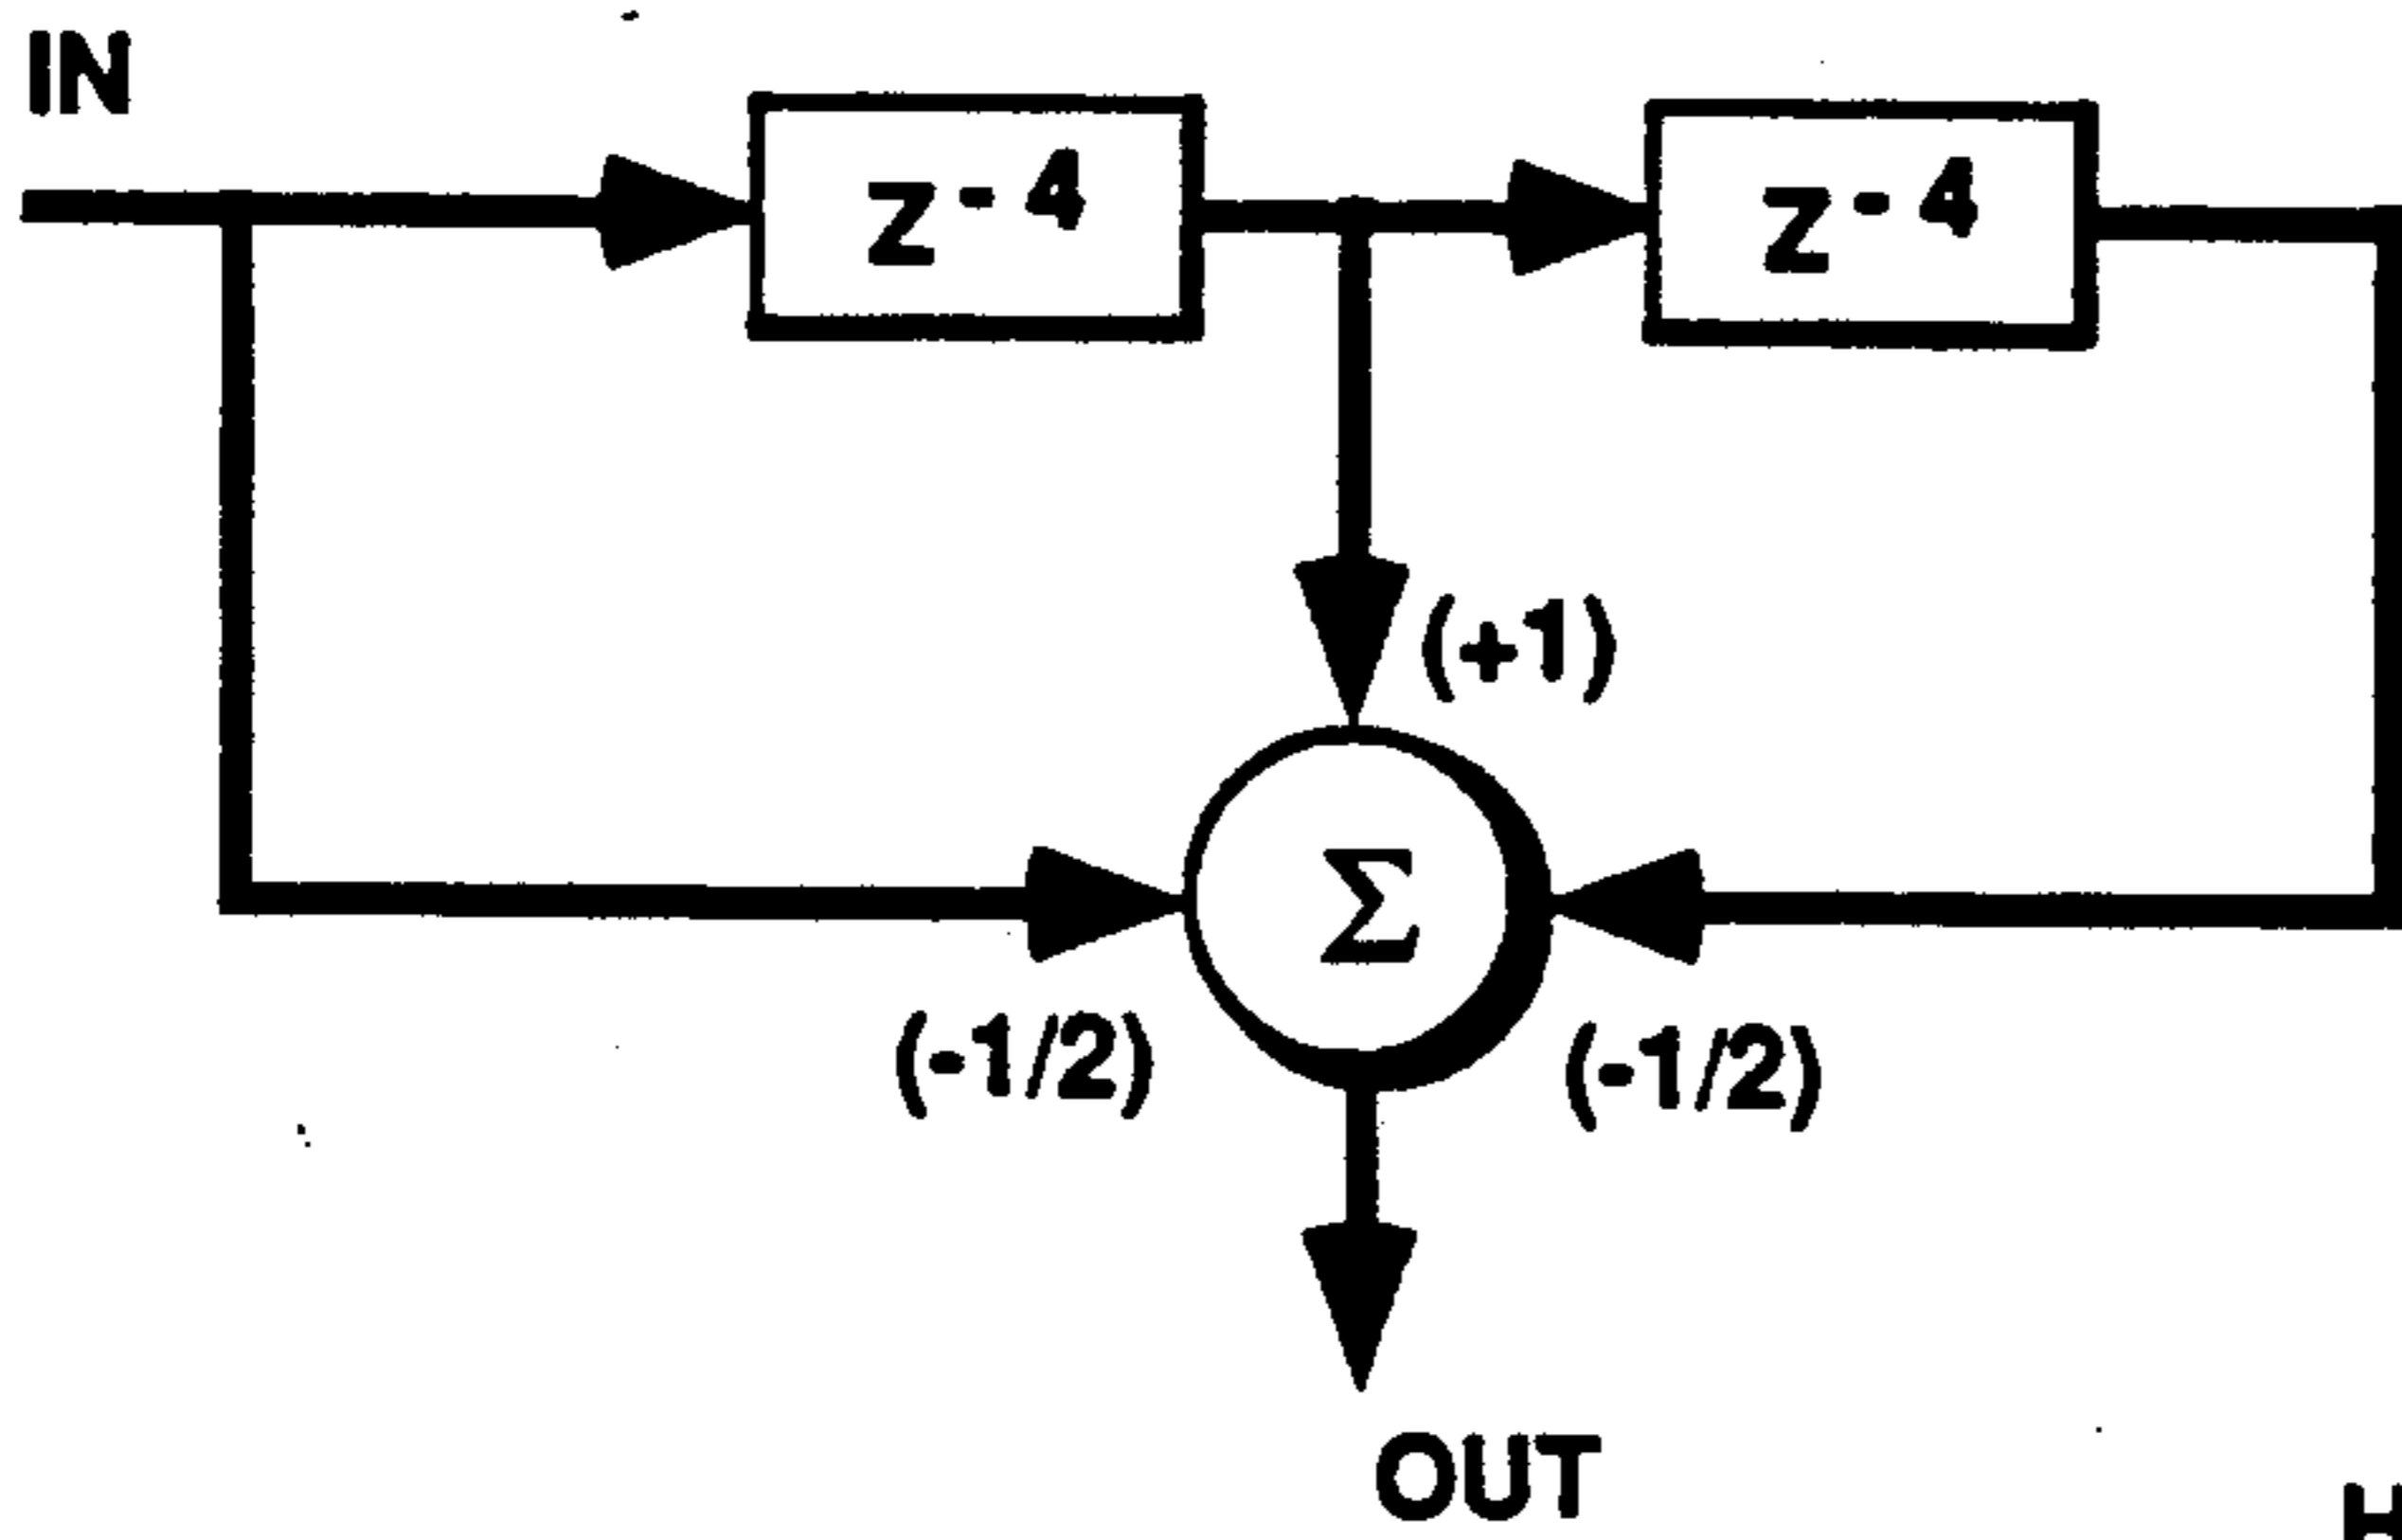 IN
z-4
z-4
(+1)
Σ
(-1/2)
(-1/2)
OUT